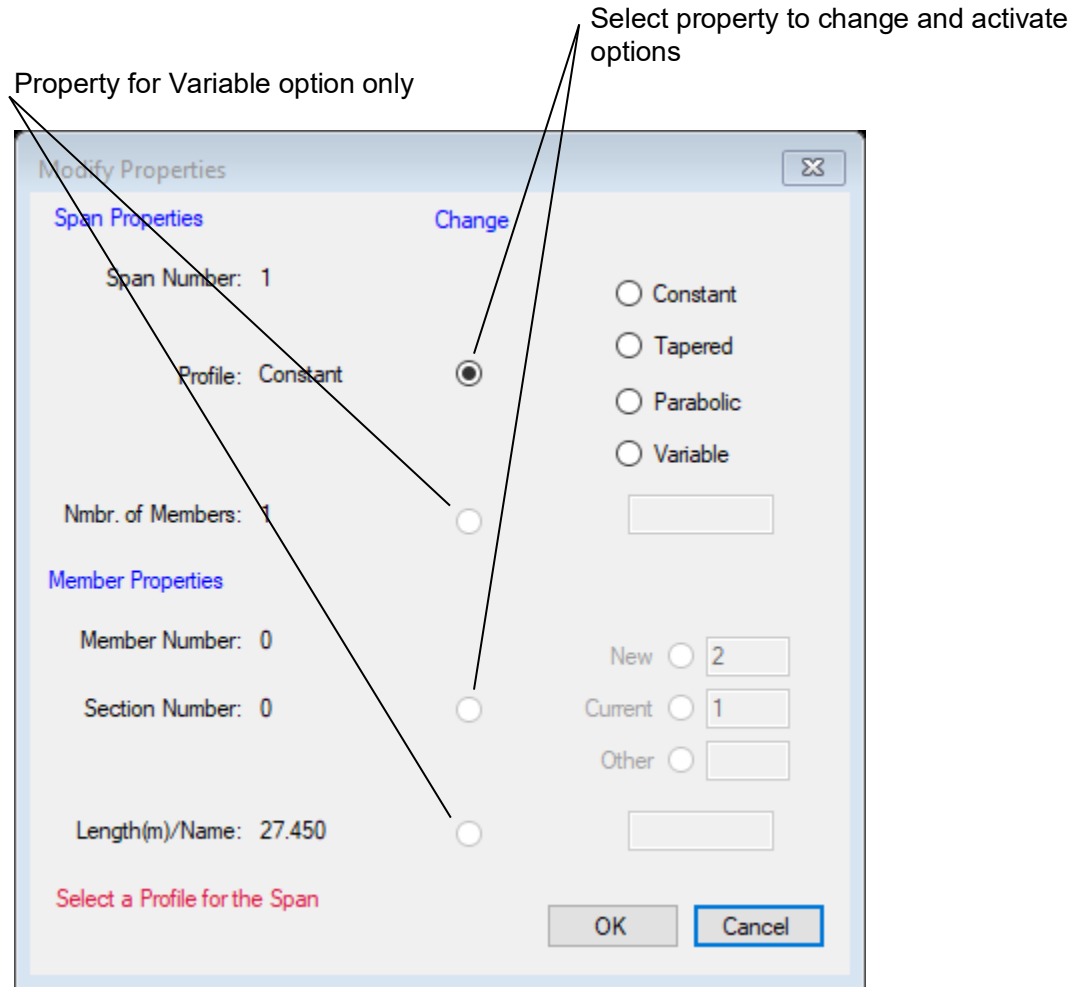 Select property to change and activate
options
Property for Variable option only
Modify Properties
Span Properties Change
Span Number: 1
Constant
Tapered
Profile: Constant
Parabolic
Variable
Nmbr. of Members: 1
Member Properties
Member Number: 0
New 2
Section Number: 0
Current 1
Other
Length(m)/Name: 27.450
Select a Profile for the Span
OK Cancel